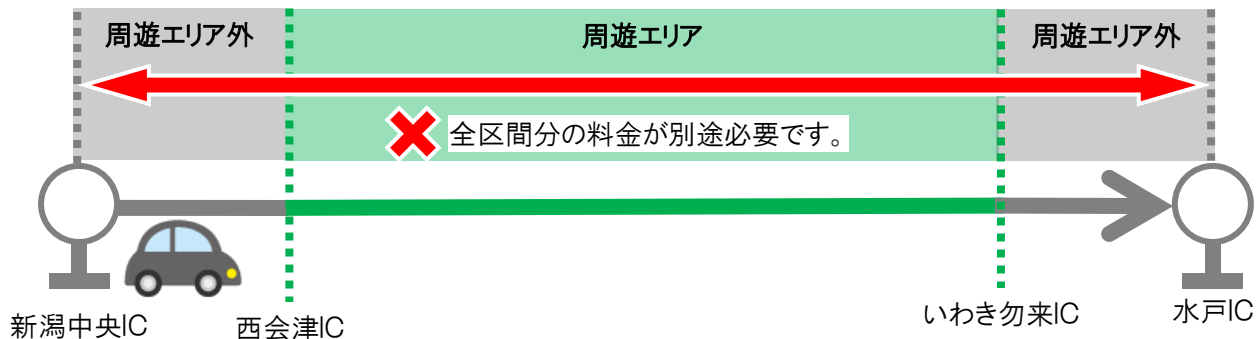 周遊エリア外 周遊エリア 周遊エリア外
全区間分の料金が別途必要です。
新潟中央IC 西会津IC いわき勿来IC 水戸IC